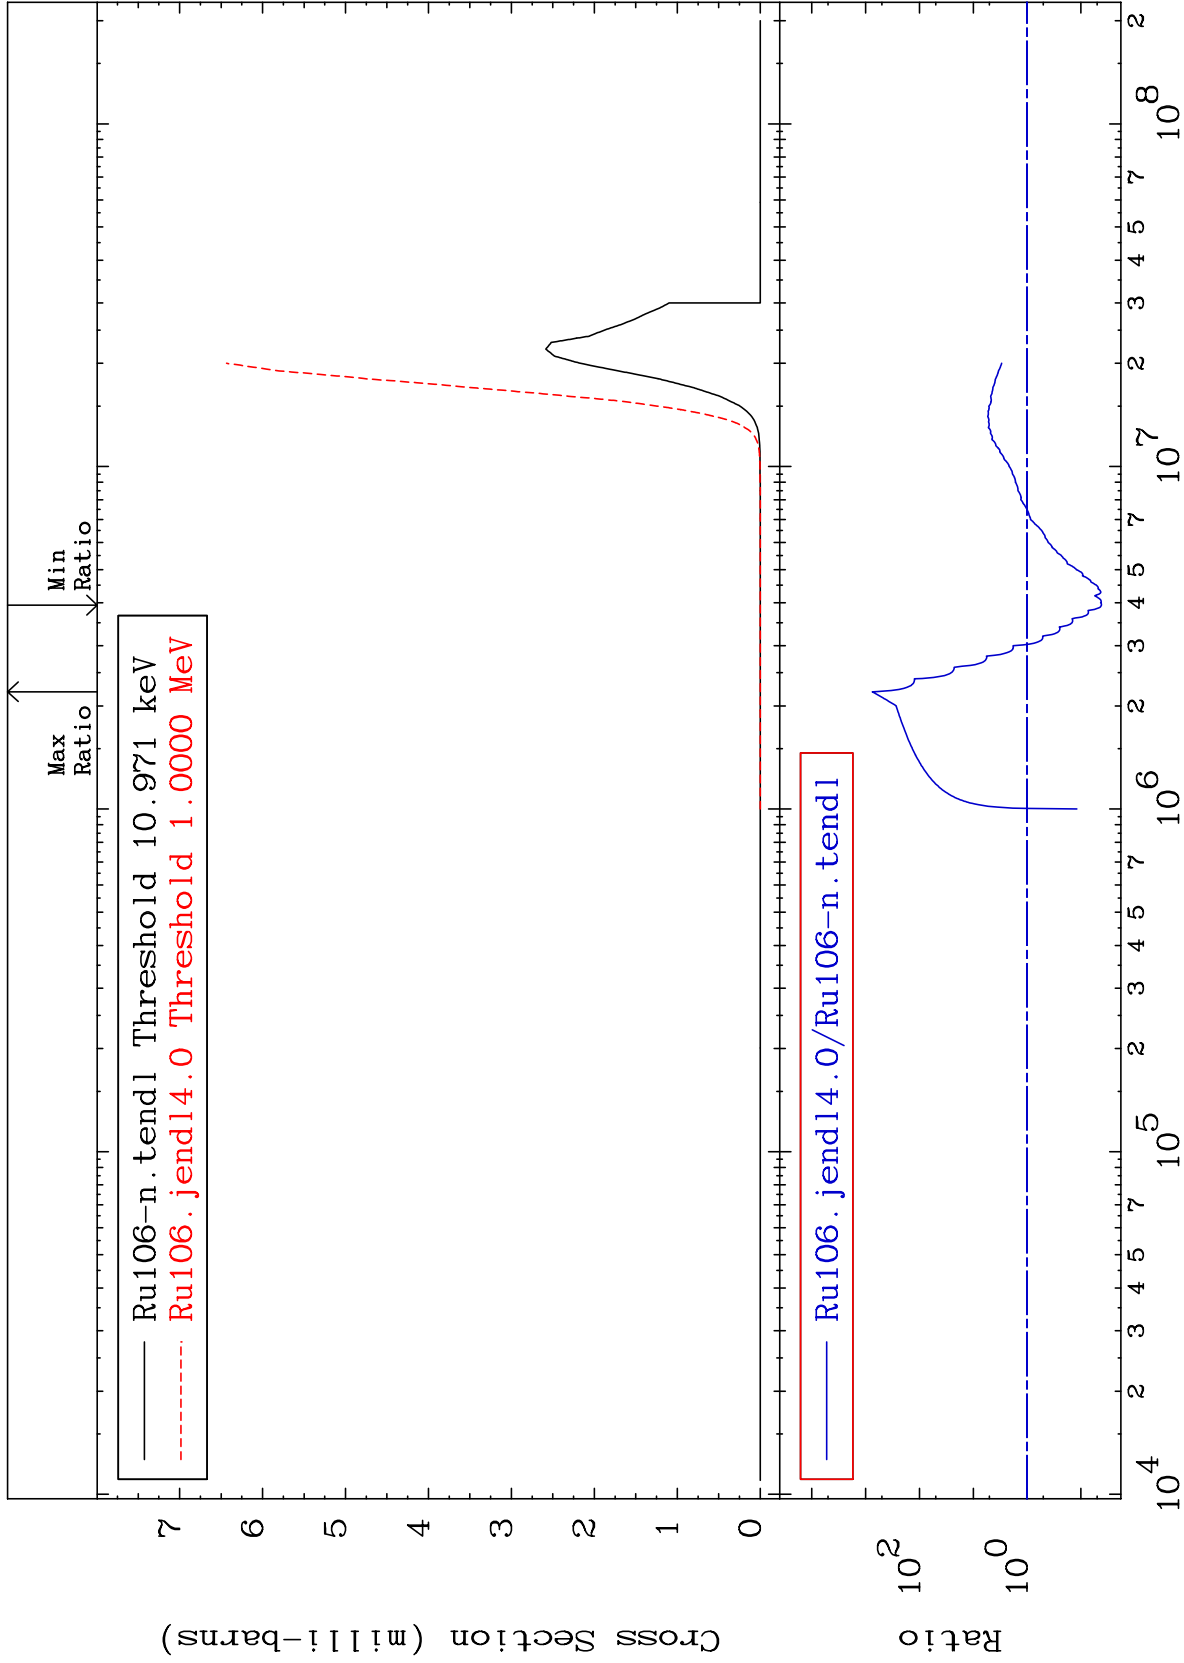 Max
Ratio
Min
Ratio
Ru106-n.tendl Threshold 10.971 keV
Ru106.jendl4.0 Threshold 1.0000 MeV
Cross Section (milli-barns)
7
6
5
4
3
2
1
0
Ru106.jendl4.0/Ru106-n.tendl
Ratio
10^2
10^0
10^4 2 3 4 5 7 10^5 2 3 4 5 7 10^6 2 3 4 5 7 10^7 2 3 4 5 7 10^8 2